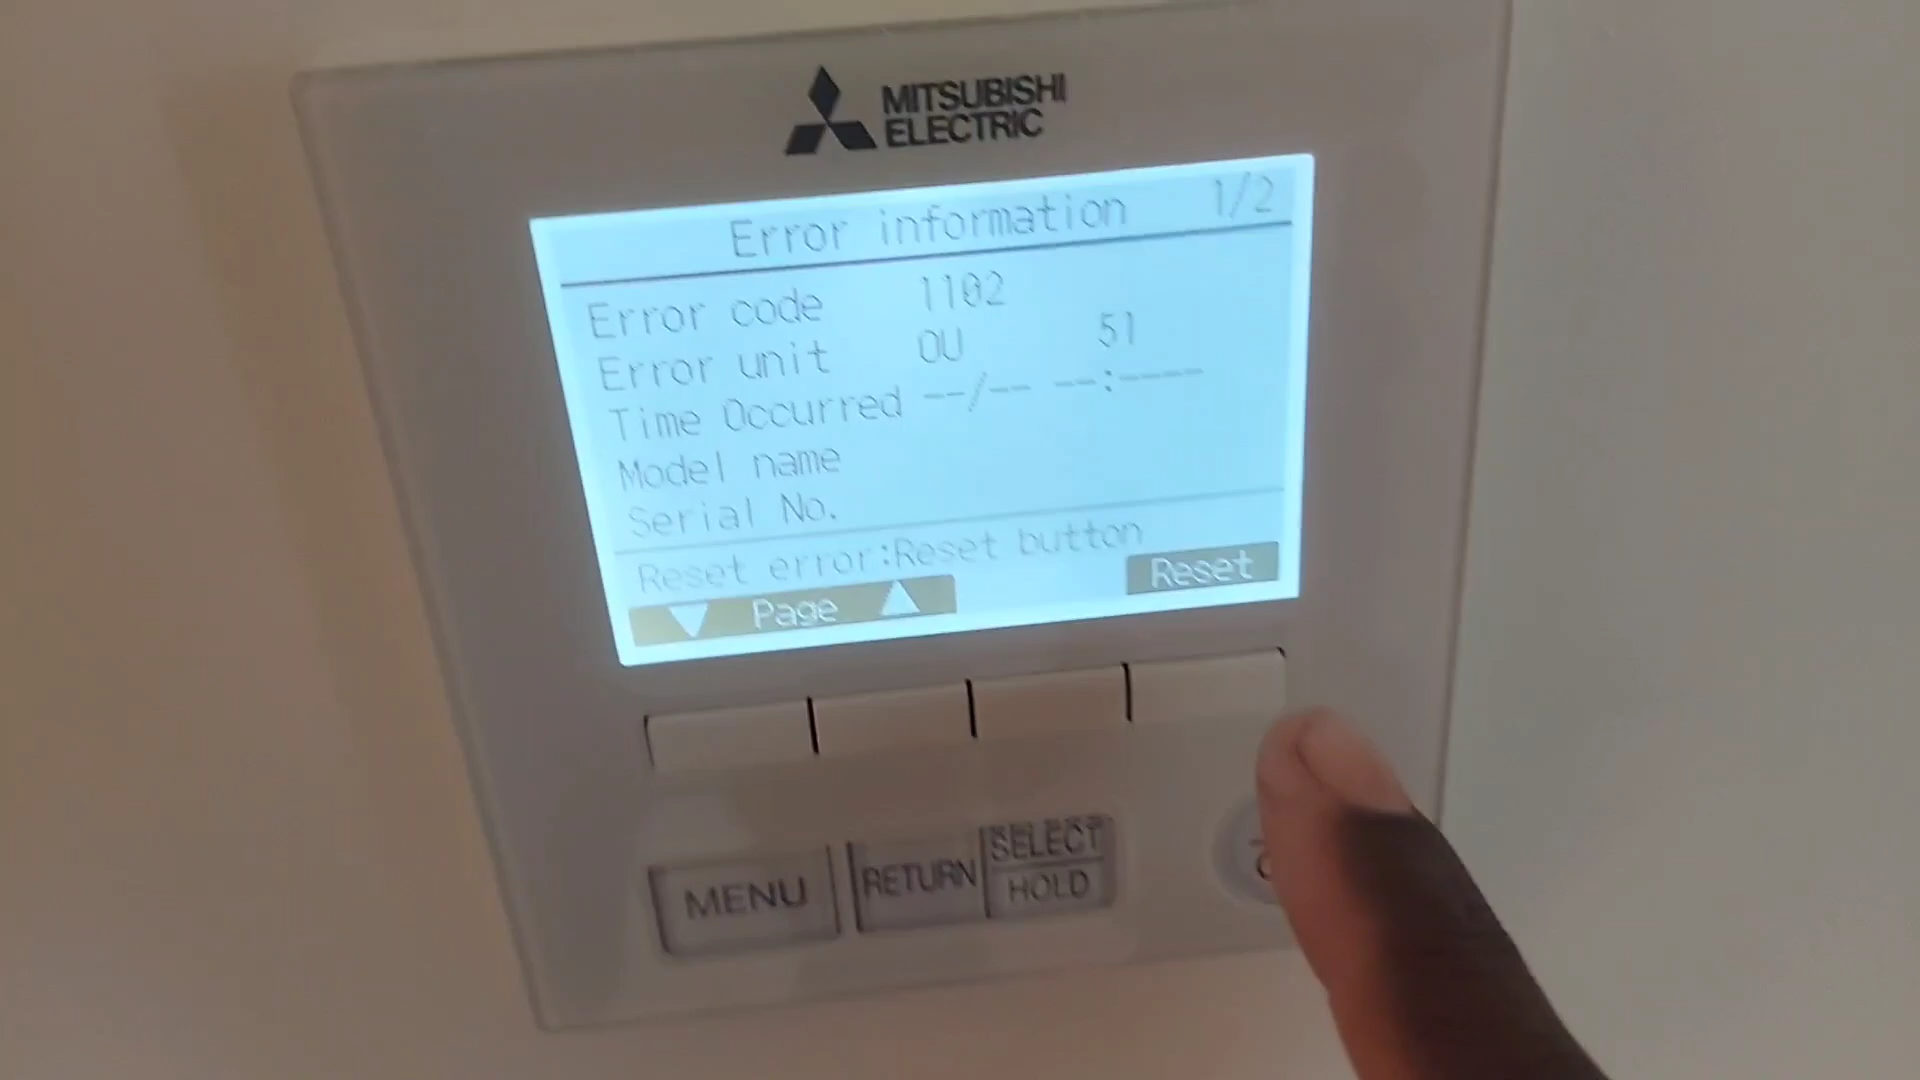 MITSUBISHI
ELECTRIC
Error information 1/2
Error code 1102
Error unit OU 51
Time Occurred --/-- --:----
Model name
Serial No.
Reset error:Reset button
▼ Page ▲ Reset
MENU RETURN SELECT
HOLD